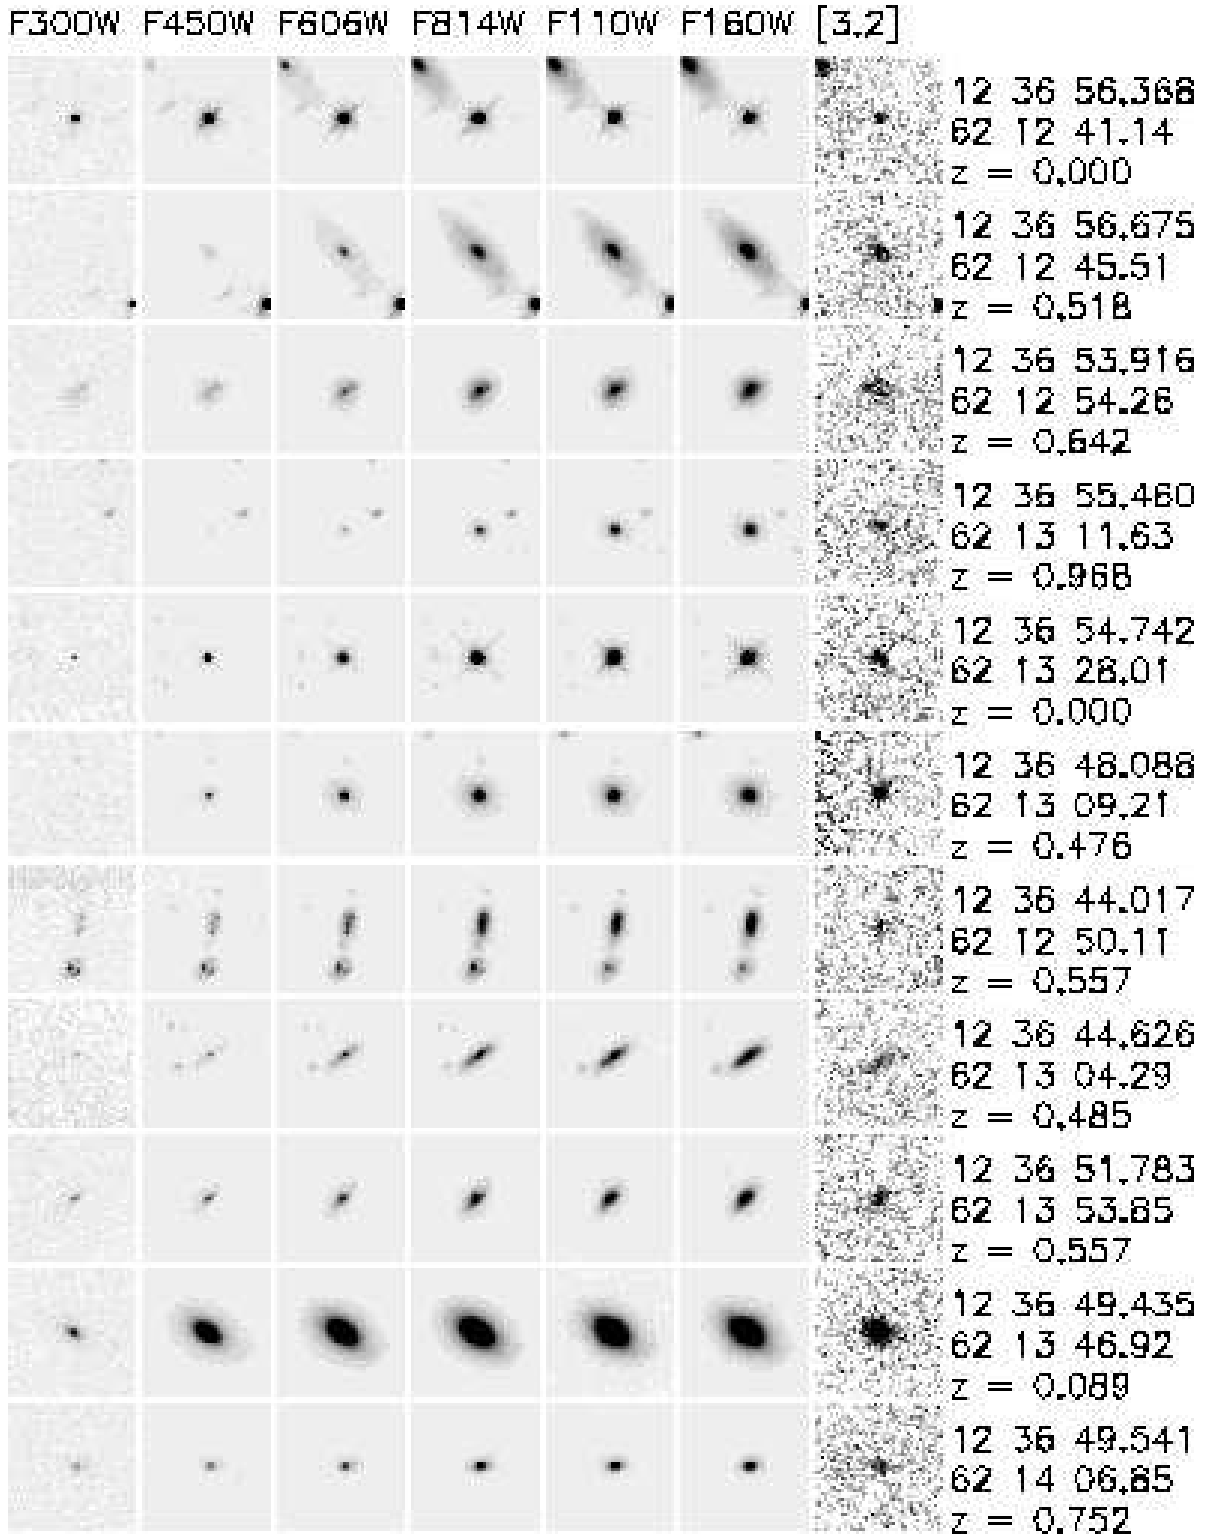 F300W F450W F606W F814W F110W F160W [3.2]
12 36 56.368
62 12 41.14
z = 0.000
12 36 56.675
62 12 45.51
z = 0.518
12 36 53.916
62 12 54.26
z = 0.642
12 36 55.460
62 13 11.63
z = 0.968
12 36 54.742
62 13 28.01
z = 0.000
12 36 48.088
62 13 09.21
z = 0.476
12 36 44.017
62 12 50.11
z = 0.557
12 36 44.626
62 13 04.29
z = 0.485
12 36 51.783
62 13 53.85
z = 0.557
12 36 49.435
62 13 46.92
z = 0.089
12 36 49.541
62 14 06.85
z = 0.752